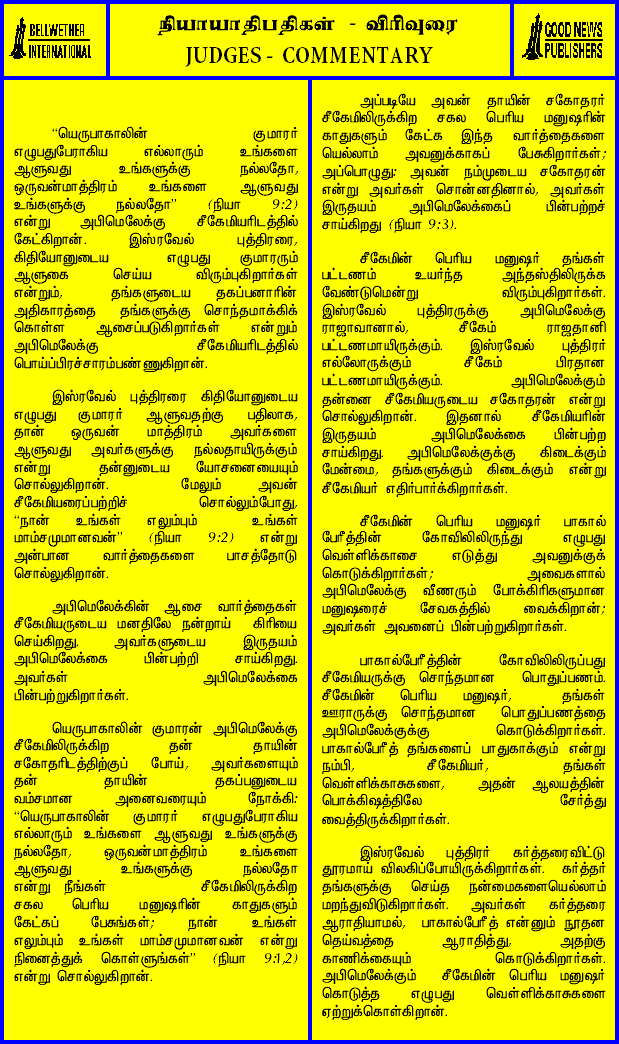 BELLWETHER
INTERNATIONAL
நியாயாதிபதிகள் - விரிவுரை
JUDGES - COMMENTARY
GOOD NEWS
PUBLISHERS
“யெருபாகாலின் குமாரர்
எழுபதுபேராகிய எல்லாரும் உங்களை
ஆளுவது உங்களுக்கு நல்லதோ,
ஒருவன்மாத்திரம் உங்களை ஆளுவது
உங்களுக்கு நல்லதோ” (நியா 9:2)
என்று அபிமெலேக்கு சீகேமியரிடத்தில்
கேட்கிறான். இஸ்ரவேல் புத்திரரை,
கிதியோனுடைய எழுபது குமாரரும்
ஆளுகை செய்ய விரும்புகிறார்கள்
என்றும், தங்களுடைய தகப்பனாரின்
அதிகாரத்தை தங்களுக்கு சொந்தமாக்கிக்
கொள்ள ஆசைப்படுகிறார்கள் என்றும்
அபிமெலேக்கு சீகேமியரிடத்தில்
பொய்ப்பிரச்சாரம்பண்ணுகிறான்.
இஸ்ரவேல் புத்திரரை கிதியோனுடைய
எழுபது குமாரர் ஆளுவதற்கு பதிலாக,
தான் ஒருவன் மாத்திரம் அவர்களை
ஆளுவது அவர்களுக்கு நல்லதாயிருக்கும்
என்று தன்னுடைய யோசனையையும்
சொல்லுகிறான். மேலும் அவன்
சீகேமியரைப்பற்றிச் சொல்லும்போது,
“நான் உங்கள் எலும்பும் உங்கள்
மாம்சமுமானவன்” (நியா 9:2) என்று
அன்பான வார்த்தைகளை பாசத்தோடு
சொல்லுகிறான்.
அபிமெலேக்கின் ஆசை வார்த்தைகள்
சீகேமியருடைய மனதிலே நன்றாய் கிரியை
செய்கிறது. அவர்களுடைய இருதயம்
அபிமெலேக்கை பின்பற்றி சாய்கிறது.
அவர்கள் அபிமெலேக்கை
பின்பற்றுகிறார்கள்.
யெருபாகாலின் குமாரன் அபிமெலேக்கு
சீகேமிலிருக்கிற தன் தாயின்
சகோதரிடத்திற்குப் போய், அவர்களையும்
தன் தாயின் தகப்பனுடைய
வம்சமான அனைவரையும் நோக்கி:
“யெருபாகாலின் குமாரர் எழுபதுபேராகிய
எல்லாரும் உங்களை ஆளுவது உங்களுக்கு
நல்லதோ, ஒருவன்மாத்திரம் உங்களை
ஆளுவது உங்களுக்கு நல்லதோ
என்று நீங்கள் சீகேமிலிருக்கிற
சகல பெரிய மனுஷரின் காதுகளும்
கேட்கப் பேசுங்கள்; நான் உங்கள்
எலும்பும் உங்கள் மாம்சமுமானவன் என்று
நினைத்துக் கொள்ளுங்கள்” (நியா 9:1,2)
என்று சொல்லுகிறான்.
அப்படியே அவன் தாயின் சகோதரர்
சீகேமிலிருக்கிற சகல பெரிய மனுஷரின்
காதுகளும் கேட்க இந்த வார்த்தைகளை
யெல்லாம் அவனுக்காகப் பேசுகிறார்கள்;
அப்பொழுது: அவன் நம்முடைய சகோதரன்
என்று அவர்கள் சொன்னதினால், அவர்கள்
இருதயம் அபிமெலேக்கைப் பின்பற்றச்
சாய்கிறது (நியா 9:3).
சீகேமின் பெரிய மனுஷர் தங்கள்
பட்டணம் உயர்ந்த அந்தஸ்திலிருக்க
வேண்டுமென்று விரும்புகிறார்கள்.
இஸ்ரவேல் புத்திரருக்கு அபிமெலேக்கு
ராஜாவானால், சீகேம் ராஜதானி
பட்டணமாயிருக்கும். இஸ்ரவேல் புத்திரர்
எல்லோருக்கும் சீகேம் பிரதான
பட்டணமாயிருக்கும். அபிமெலேக்கும்
தன்னை சீகேமியருடைய சகோதரன் என்று
சொல்லுகிறான். இதனால் சீகேமியரின்
இருதயம் அபிமெலேக்கை பின்பற்ற
சாய்கிறது. அபிமெலேக்குக்கு கிடைக்கும்
மேன்மை, தங்களுக்கும் கிடைக்கும் என்று
சீகேமியர் எதிர்பார்க்கிறார்கள்.
சீகேமின் பெரிய மனுஷர் பாகால்
பேரீத்தின் கோவிலிலிருந்து எழுபது
வெள்ளிக்காசை எடுத்து அவனுக்குக்
கொடுக்கிறார்கள்; அவைகளால்
அபிமெலேக்கு வீணரும் போக்கிரிகளுமான
மனுஷரைச் சேவகத்தில் வைக்கிறான்;
அவர்கள் அவனைப் பின்பற்றுகிறார்கள்.
பாகால்பேரீத்தின் கோவிலிலிருப்பது
சீகேமியருக்கு சொந்தமான பொதுப்பணம்.
சீகேமின் பெரிய மனுஷர், தங்கள்
ஊராருக்கு சொந்தமான பொதுப்பணத்தை
அபிமெலேக்குக்கு கொடுக்கிறார்கள்.
பாகால்பேரீத் தங்களைப் பாதுகாக்கும் என்று
நம்பி, சீகேமியர், தங்கள்
வெள்ளிக்காசுகளை, அதன் ஆலயத்தின்
பொக்கிஷத்திலே சேர்த்து
வைத்திருக்கிறார்கள்.
இஸ்ரவேல் புத்திரர் கர்த்தரைவிட்டு
தூரமாய் விலகிப்போயிருக்கிறார்கள். கர்த்தர்
தங்களுக்கு செய்த நன்மைகளையெல்லாம்
மறந்துவிடுகிறார்கள். அவர்கள் கர்த்தரை
ஆராதியாமல், பாகால்பேரீத் என்னும் நூதன
தெய்வத்தை ஆராதித்து, அதற்கு
காணிக்கையும் கொடுக்கிறார்கள்.
அபிமெலேக்கும் சீகேமின் பெரிய மனுஷர்
கொடுத்த எழுபது வெள்ளிக்காசுகளை
ஏற்றுக்கொள்கிறான்.